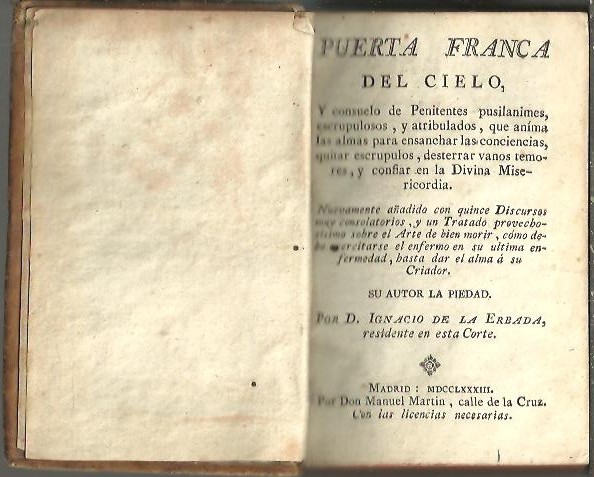 PUERTA FRANCA
DEL CIELO,
Y consuelo de Penitentes pusilanimes,
escrupulosos, y atribulados, que aníma
las almas para ensanchar las conciencias,
quitar escrupulos, desterrar vanos temo-
res, y confiar en la Divina Mise-
ricordia.
Nuevamente añadido con quince Discursos
muy consolatorios, y un Tratado provecho-
sisimo sobre el Arte de bien morir, cómo de-
be exercitarse el enfermo en su ultima en-
fermedad, hasta dar el alma á su
Criador.
SU AUTOR LA PIEDAD.
POR D. IGNACIO DE LA ERBADA,
residente en esta Corte.
MADRID: MDCCLXXXIII.
Por Don Manuel Martin, calle de la Cruz.
Con las licencias necesarias.